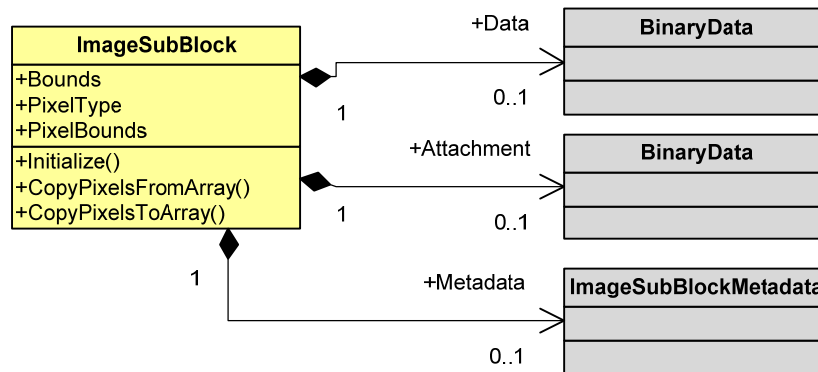 ImageSubBlock
+Bounds
+PixelType
+PixelBounds
+Initialize()
+CopyPixelsFromArray()
+CopyPixelsToArray()
+Data
1
0..1
BinaryData
+Attachment
1
0..1
BinaryData
1
+Metadata
0..1
ImageSubBlockMetadata